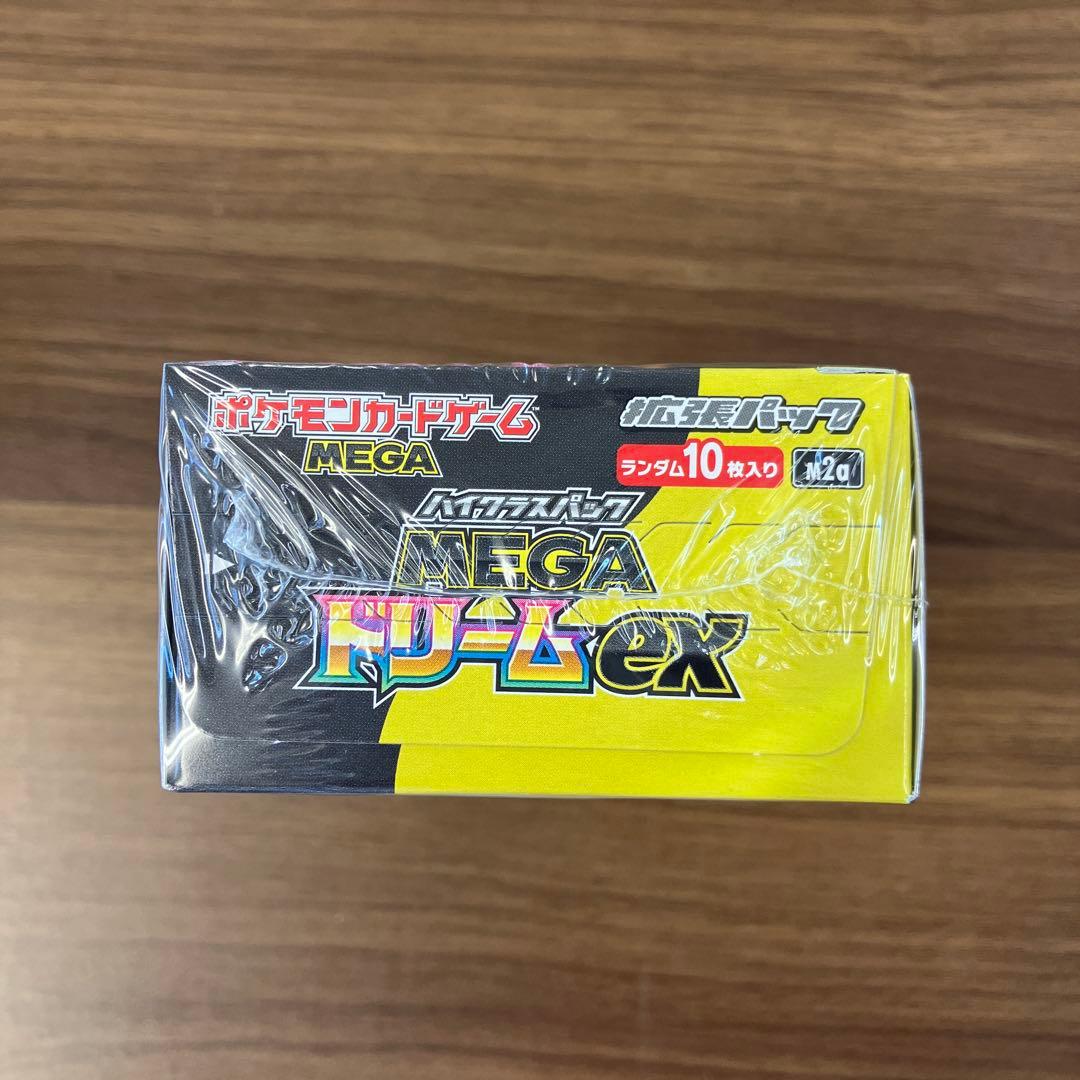 ポケモンカードゲーム™
MEGA
拡張パック
ランダム10枚入り
M2a
ハイクラスパック
MEGA
ドリームex